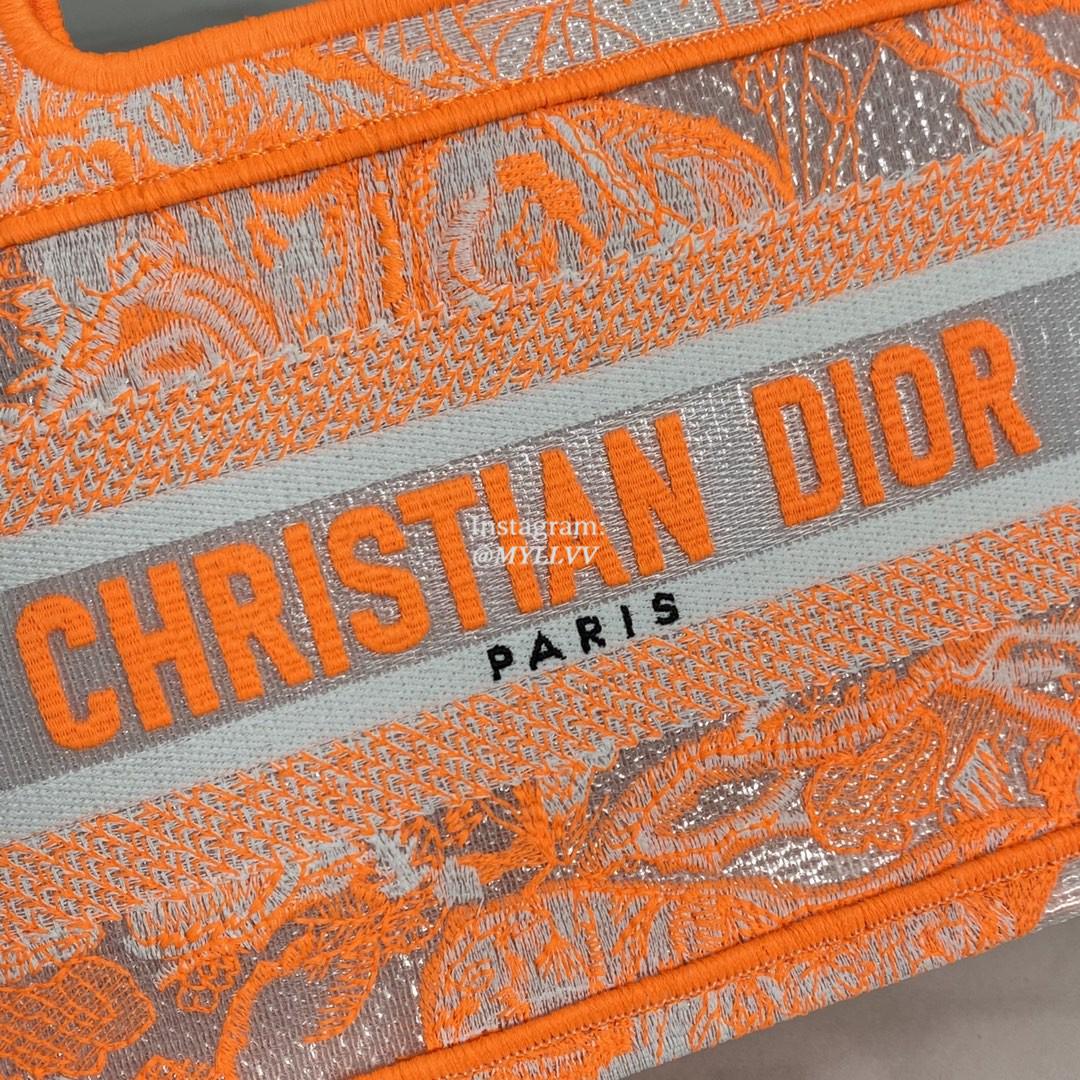 CHRISTIAN DIOR
Instagram:
@MYLLVV
PARIS